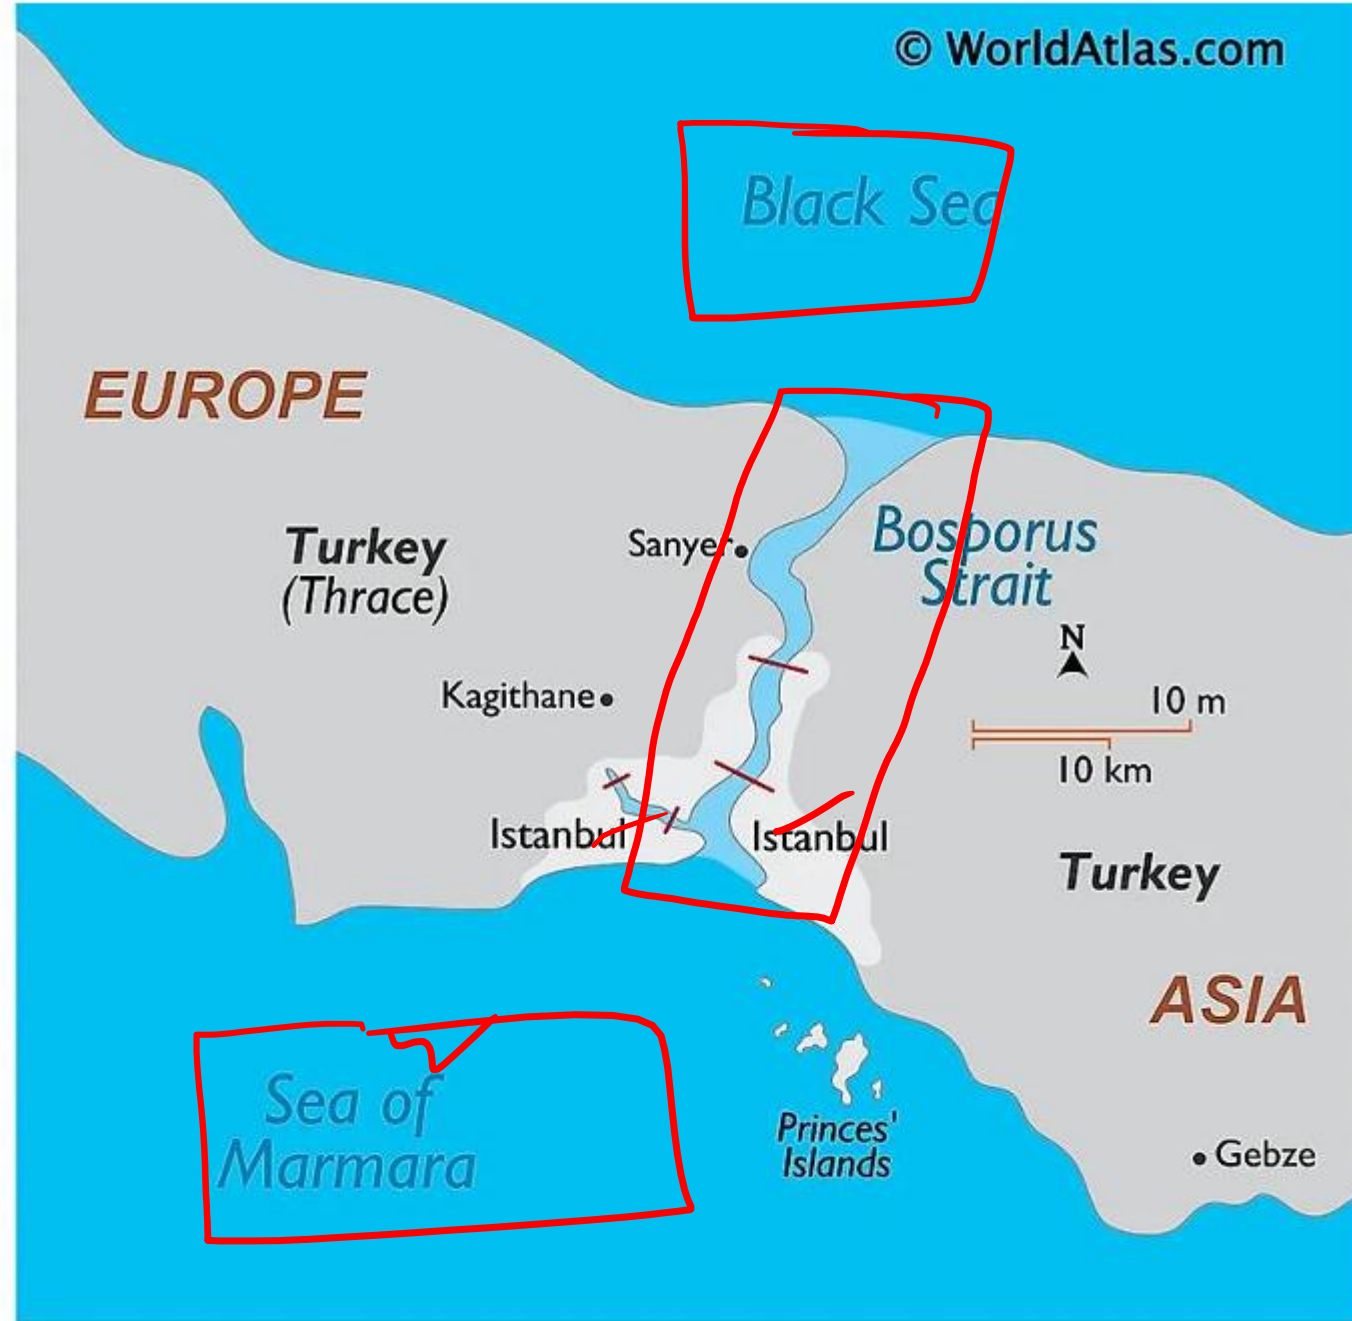 © WorldAtlas.com
Black Sea
EUROPE
Turkey
(Thrace)
Sanyer
Bosporus
Strait
N
Kagithane
10 m
10 km
Istanbul
Istanbul
Turkey
ASIA
Sea of
Marmara
Princes'
Islands
Gebze